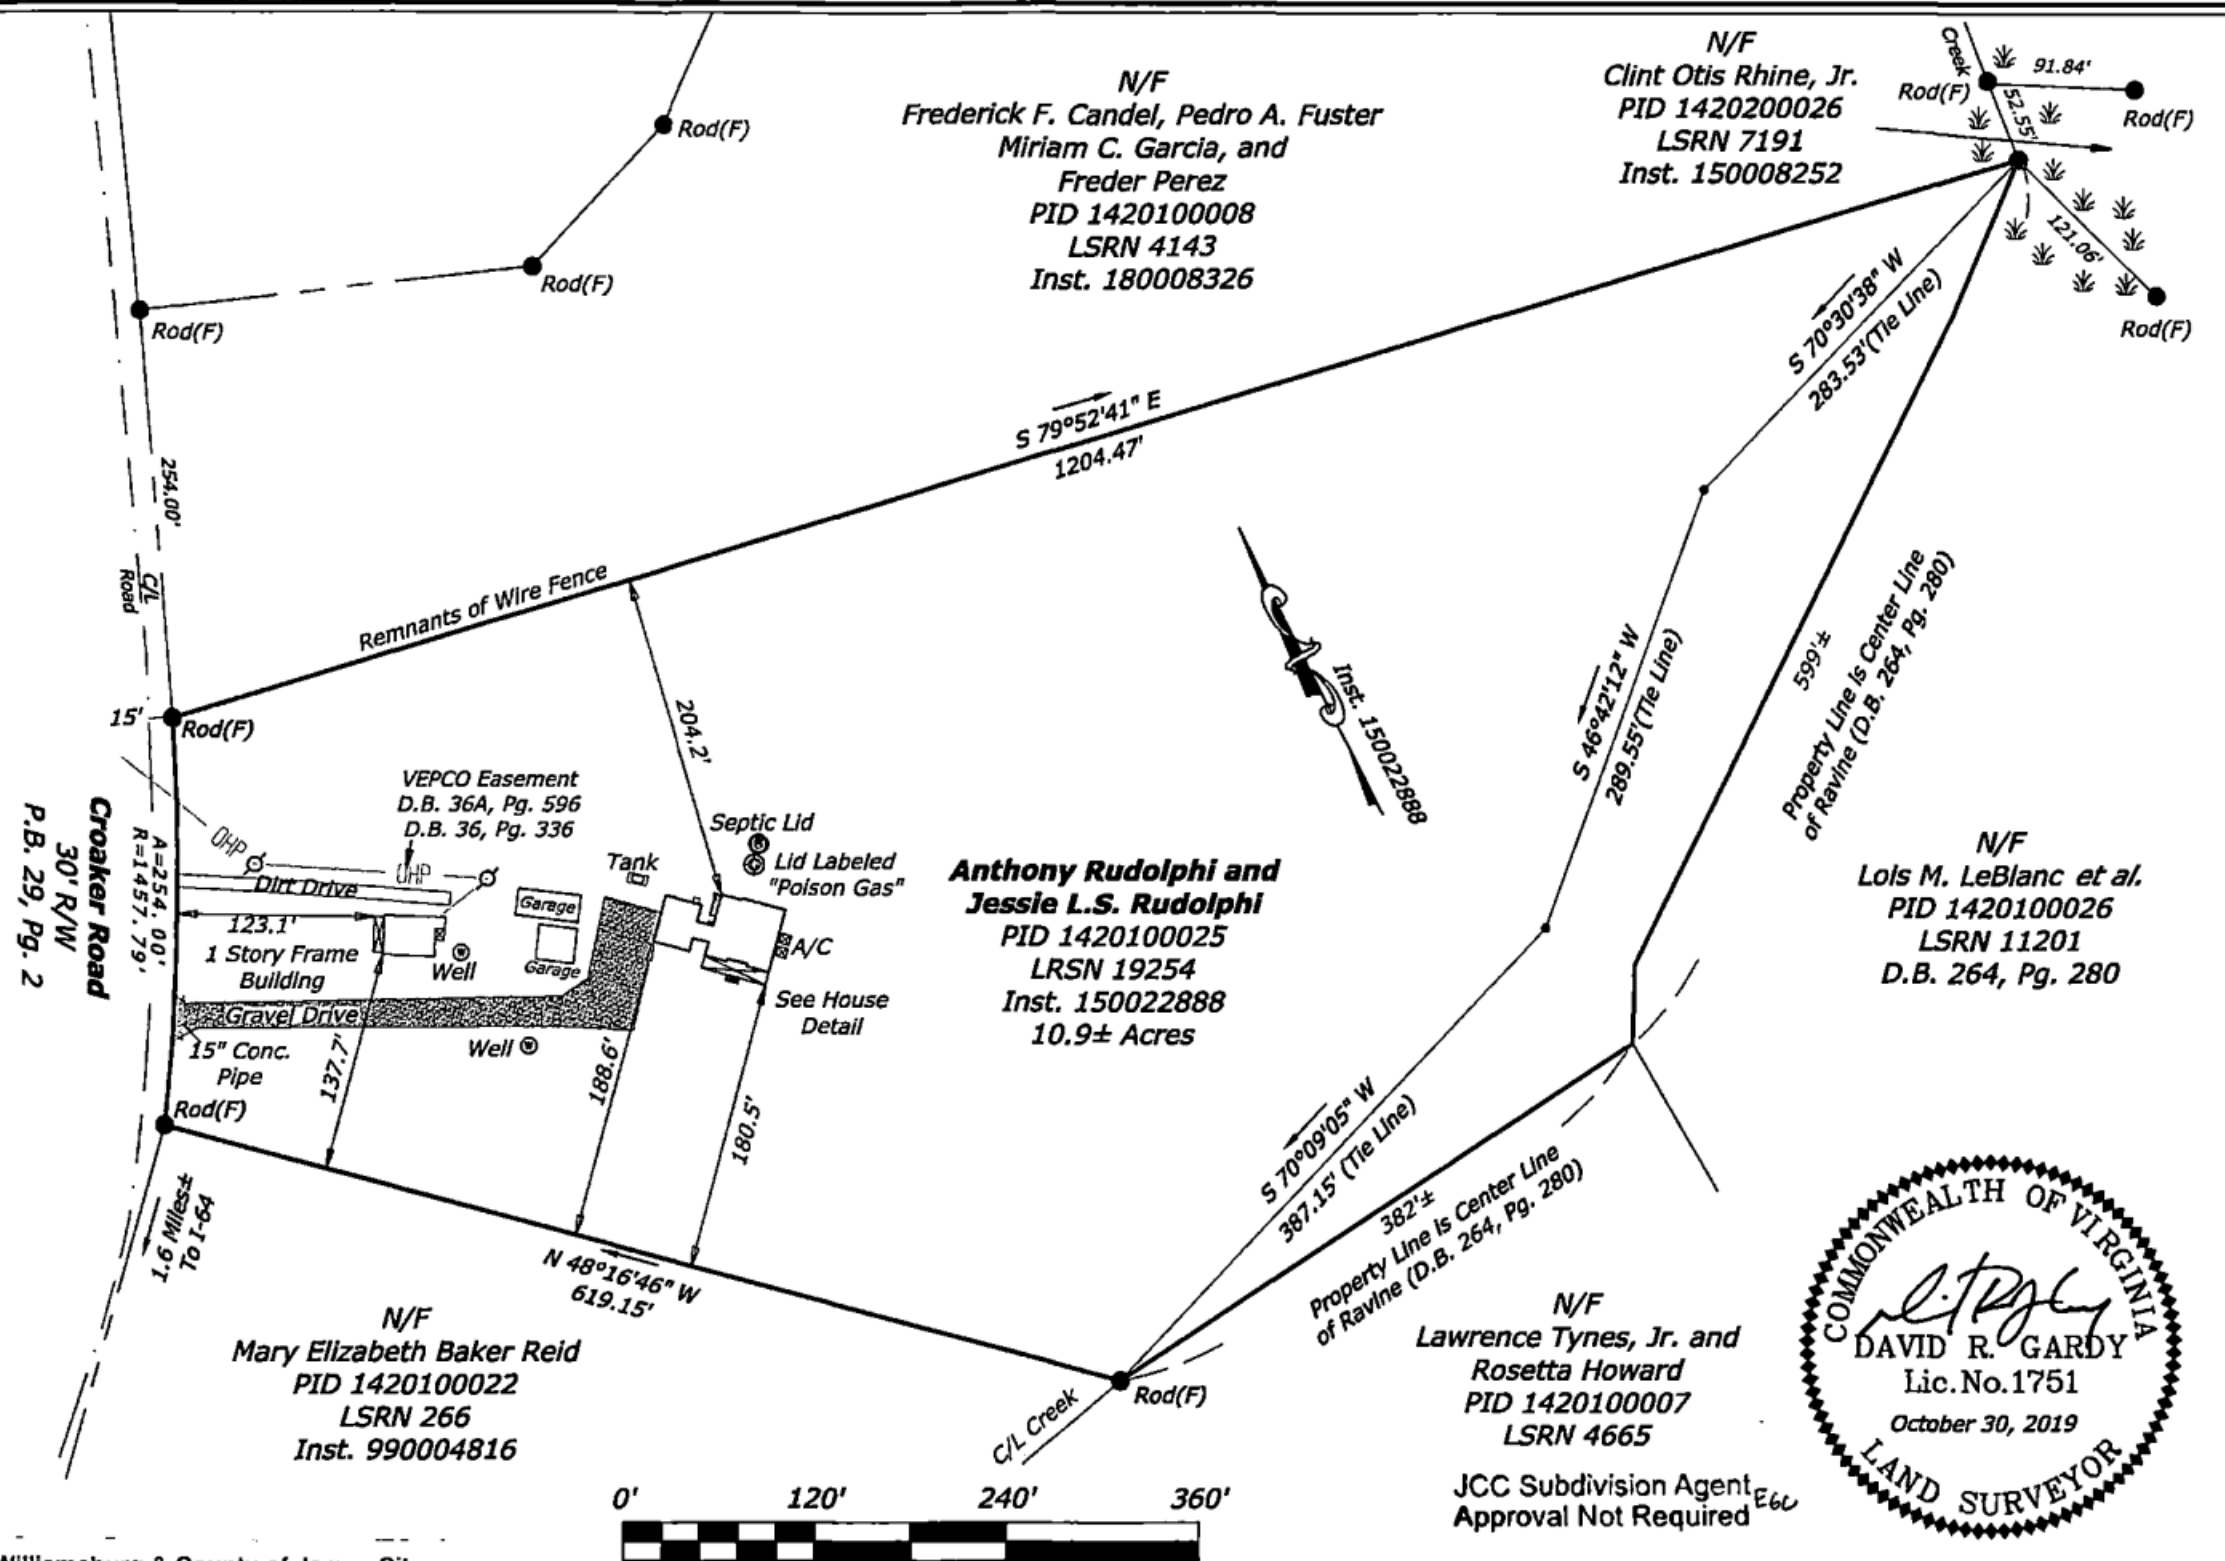 N/F
Frederick F. Candel, Pedro A. Fuster
Miriam C. Garcia, and
Freder Perez
PID 1420100008
LSRN 4143
Inst. 180008326
N/F
Clint Otis Rhine, Jr.
PID 1420200026
LSRN 7191
Inst. 150008252
Creek
Rod(F)
91.84'
Rod(F)
52.55'
121.06'
Rod(F)
Rod(F)
Rod(F)
Rod(F)
254.00'
C/L
Road
S 79°52'41" E
1204.47'
Remnants of Wire Fence
S 70°30'38" W
283.53'(Tie Line)
S 46°42'12" W
289.55'(Tie Line)
599'±
Property Line is Center Line
of Ravine (D.B. 264, Pg. 280)
15'
Rod(F)
204.2'
Inst. 150022888
VEPCO Easement
D.B. 36A, Pg. 596
D.B. 36, Pg. 336
OHP
OHP
Dirt Drive
Septic Lid
Lid Labeled
"Poison Gas"
Tank
Garage
Garage
A/C
See House
Detail
123.1'
1 Story Frame
Building
Well
Gravel Drive
Well
15" Conc.
Pipe
Rod(F)
137.7'
188.6'
180.5'
A=254.00'
R=1457.79'
Croaker Road
30' R/W
P.B. 29, Pg. 2
Anthony Rudolphi and
Jessie L.S. Rudolphi
PID 1420100025
LRSN 19254
Inst. 150022888
10.9± Acres
N/F
Lois M. LeBlanc et al.
PID 1420100026
LSRN 11201
D.B. 264, Pg. 280
S 70°09'05" W
387.15' (Tie Line)
382'±
Property Line is Center Line
of Ravine (D.B. 264, Pg. 280)
1.6 Miles±
To I-64
N 48°16'46" W
619.15'
N/F
Mary Elizabeth Baker Reid
PID 1420100022
LSRN 266
Inst. 990004816
Rod(F)
C/L Creek
N/F
Lawrence Tynes, Jr. and
Rosetta Howard
PID 1420100007
LSRN 4665
JCC Subdivision Agent
Approval Not Required
COMMONWEALTH OF VIRGINIA
DAVID R. GARDY
Lic.No.1751
October 30, 2019
LAND SURVEYOR
0' 120' 240' 360'